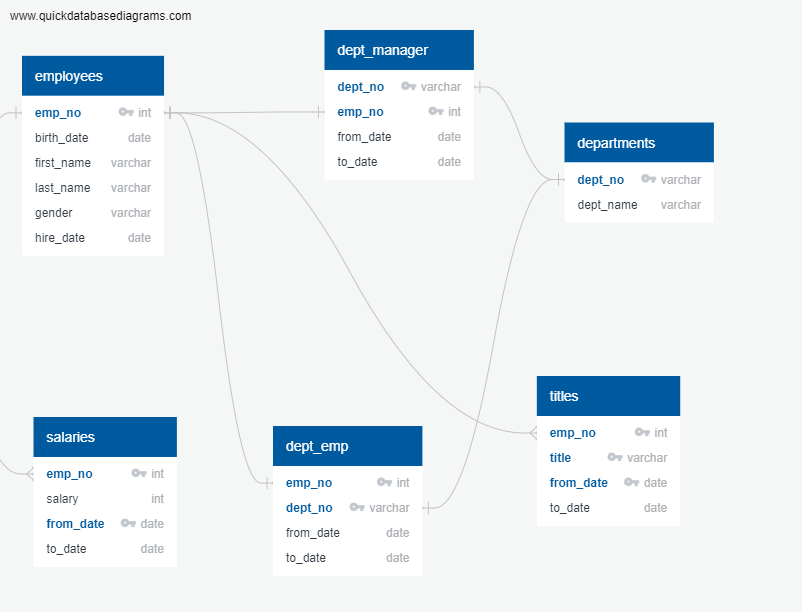 www.quickdatabasediagrams.com
employees
emp_no int
birth_date date
first_name varchar
last_name varchar
gender varchar
hire_date date
dept_manager
dept_no varchar
emp_no int
from_date date
to_date date
departments
dept_no varchar
dept_name varchar
salaries
emp_no int
salary int
from_date date
to_date date
dept_emp
emp_no int
dept_no varchar
from_date date
to_date date
titles
emp_no int
title varchar
from_date date
to_date date